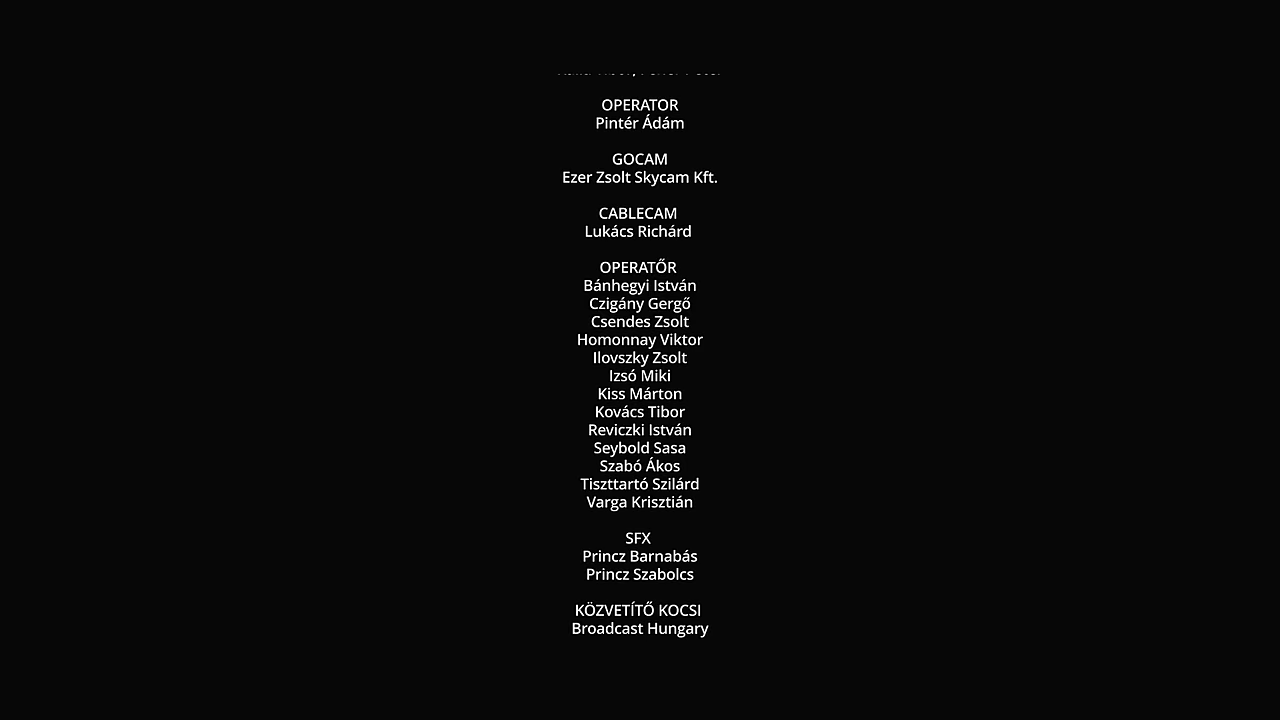 OPERATOR
Pintér Ádám
GOCAM
Ezer Zsolt Skycam Kft.
CABLECAM
Lukács Richárd
OPERATŐR
Bánhegyi István
Czigány Gergő
Csendes Zsolt
Homonnay Viktor
Ilovszky Zsolt
Izsó Miki
Kiss Márton
Kovács Tibor
Reviczki István
Seybold Sasa
Szabó Ákos
Tiszttartó Szilárd
Varga Krisztián
SFX
Princz Barnabás
Princz Szabolcs
KÖZVETÍTŐ KOCSI
Broadcast Hungary